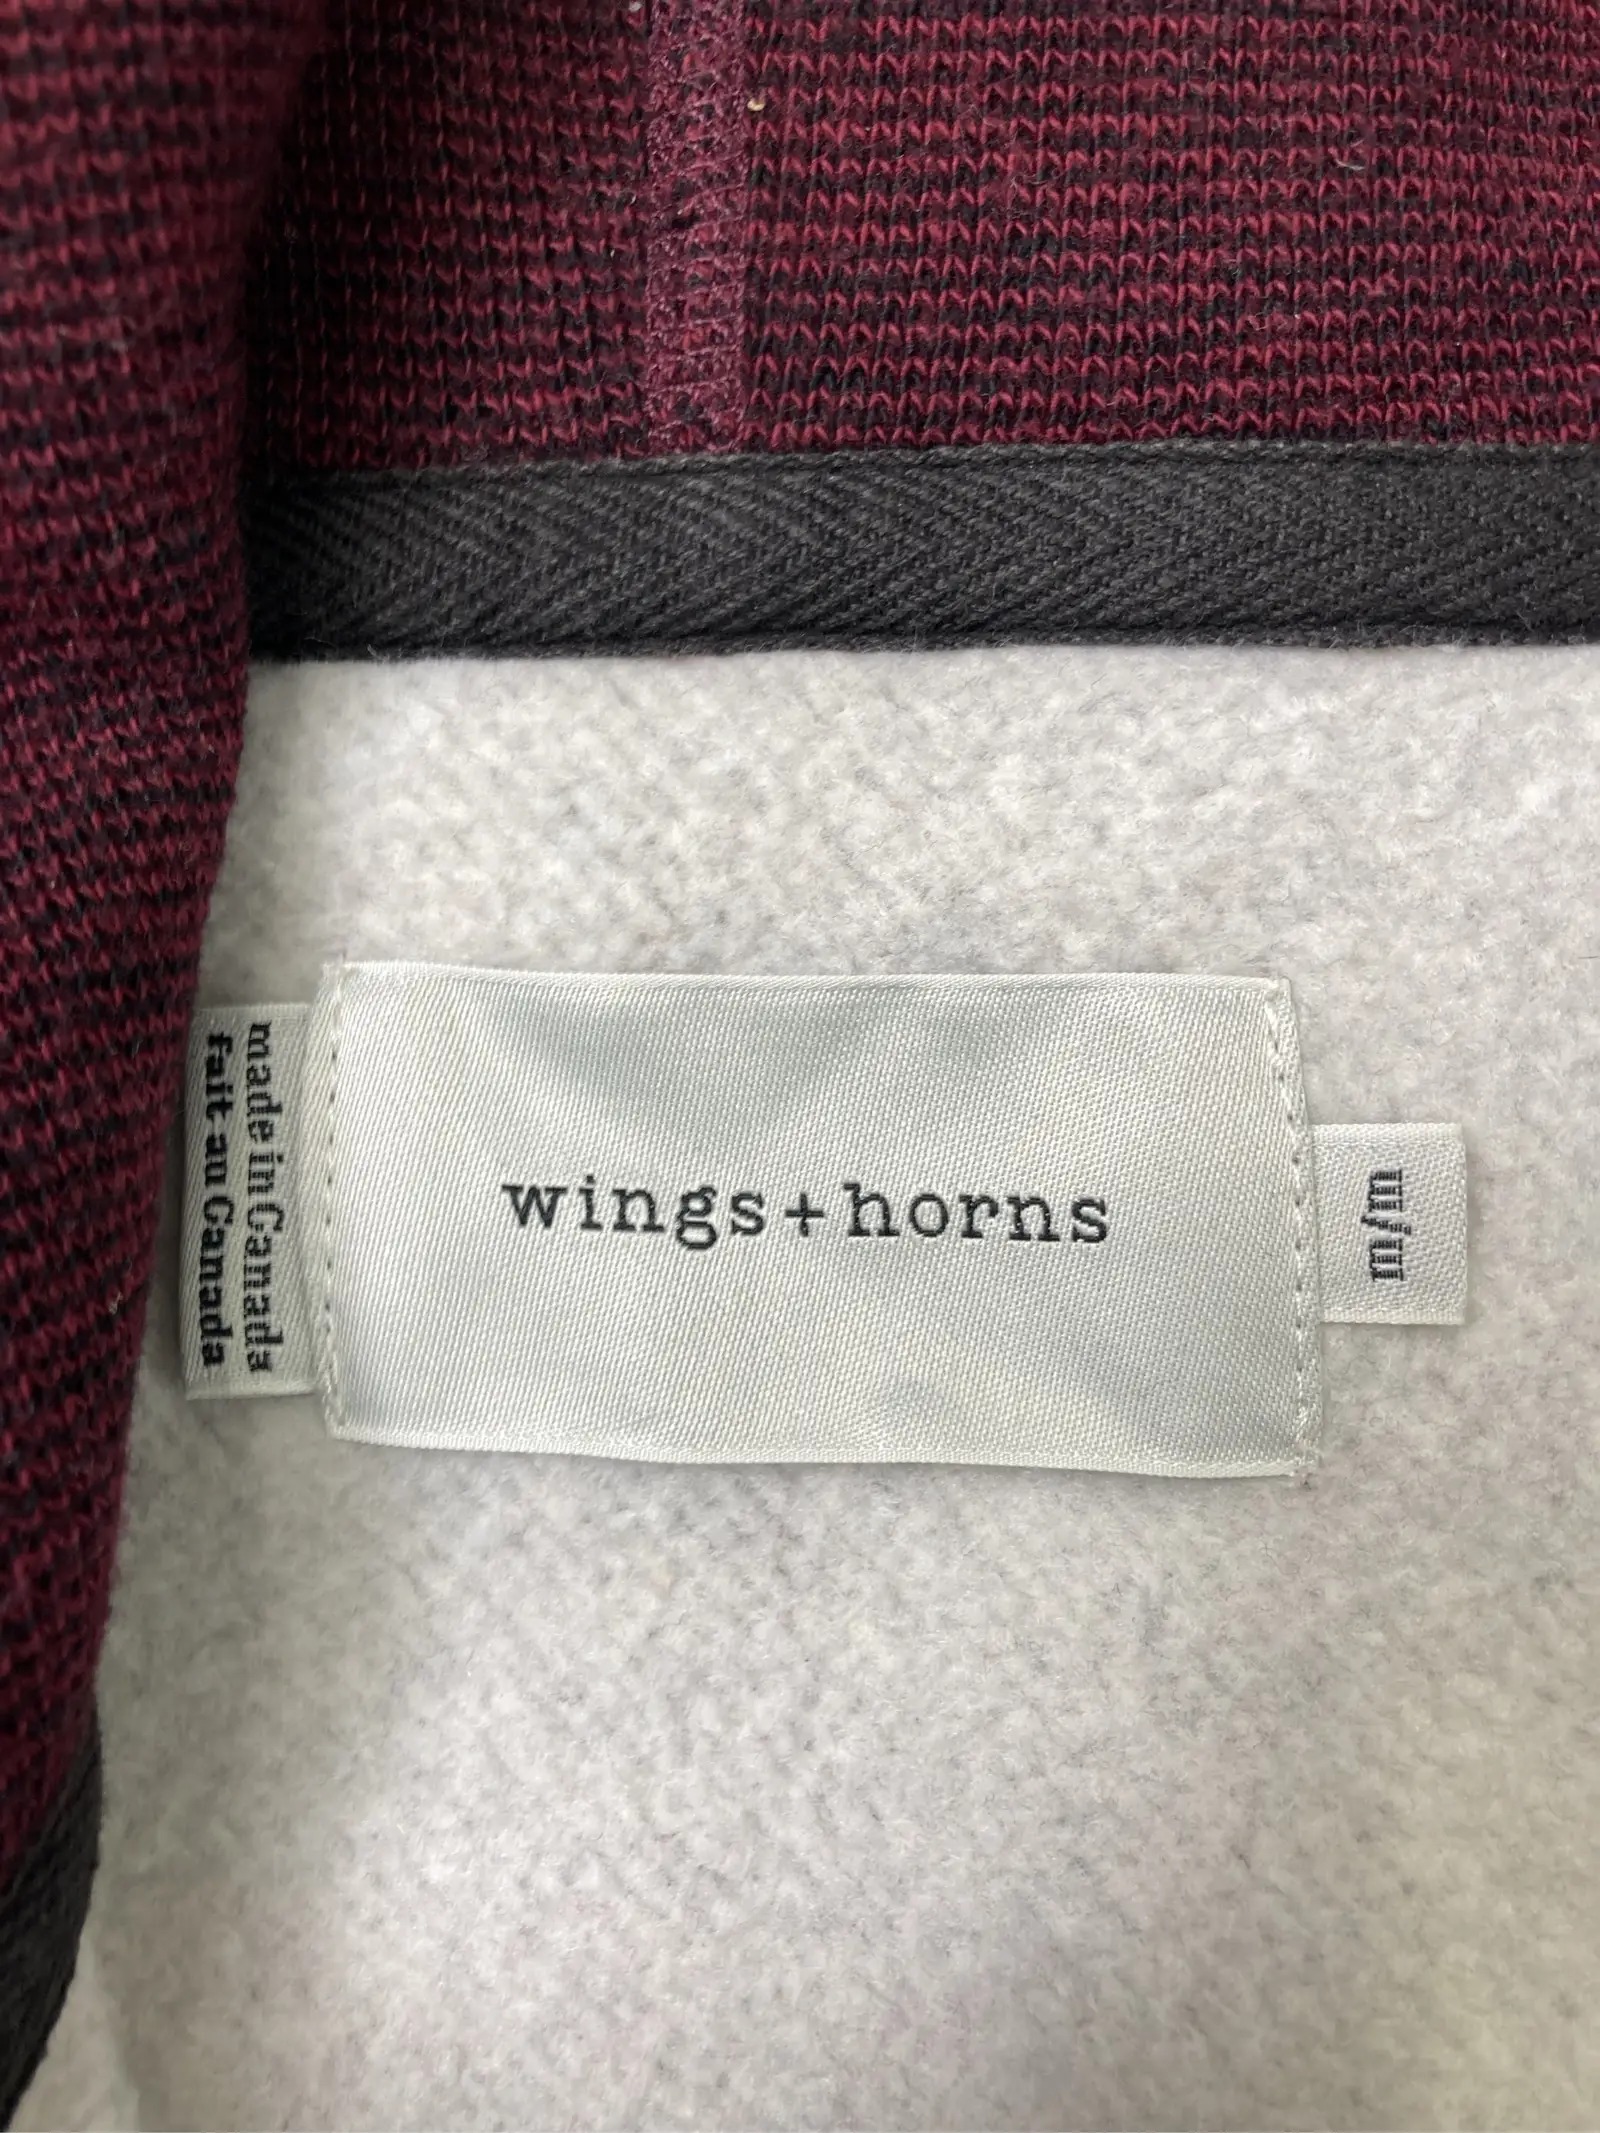 made in Canada
fait au Canada
wings+horns
m/m